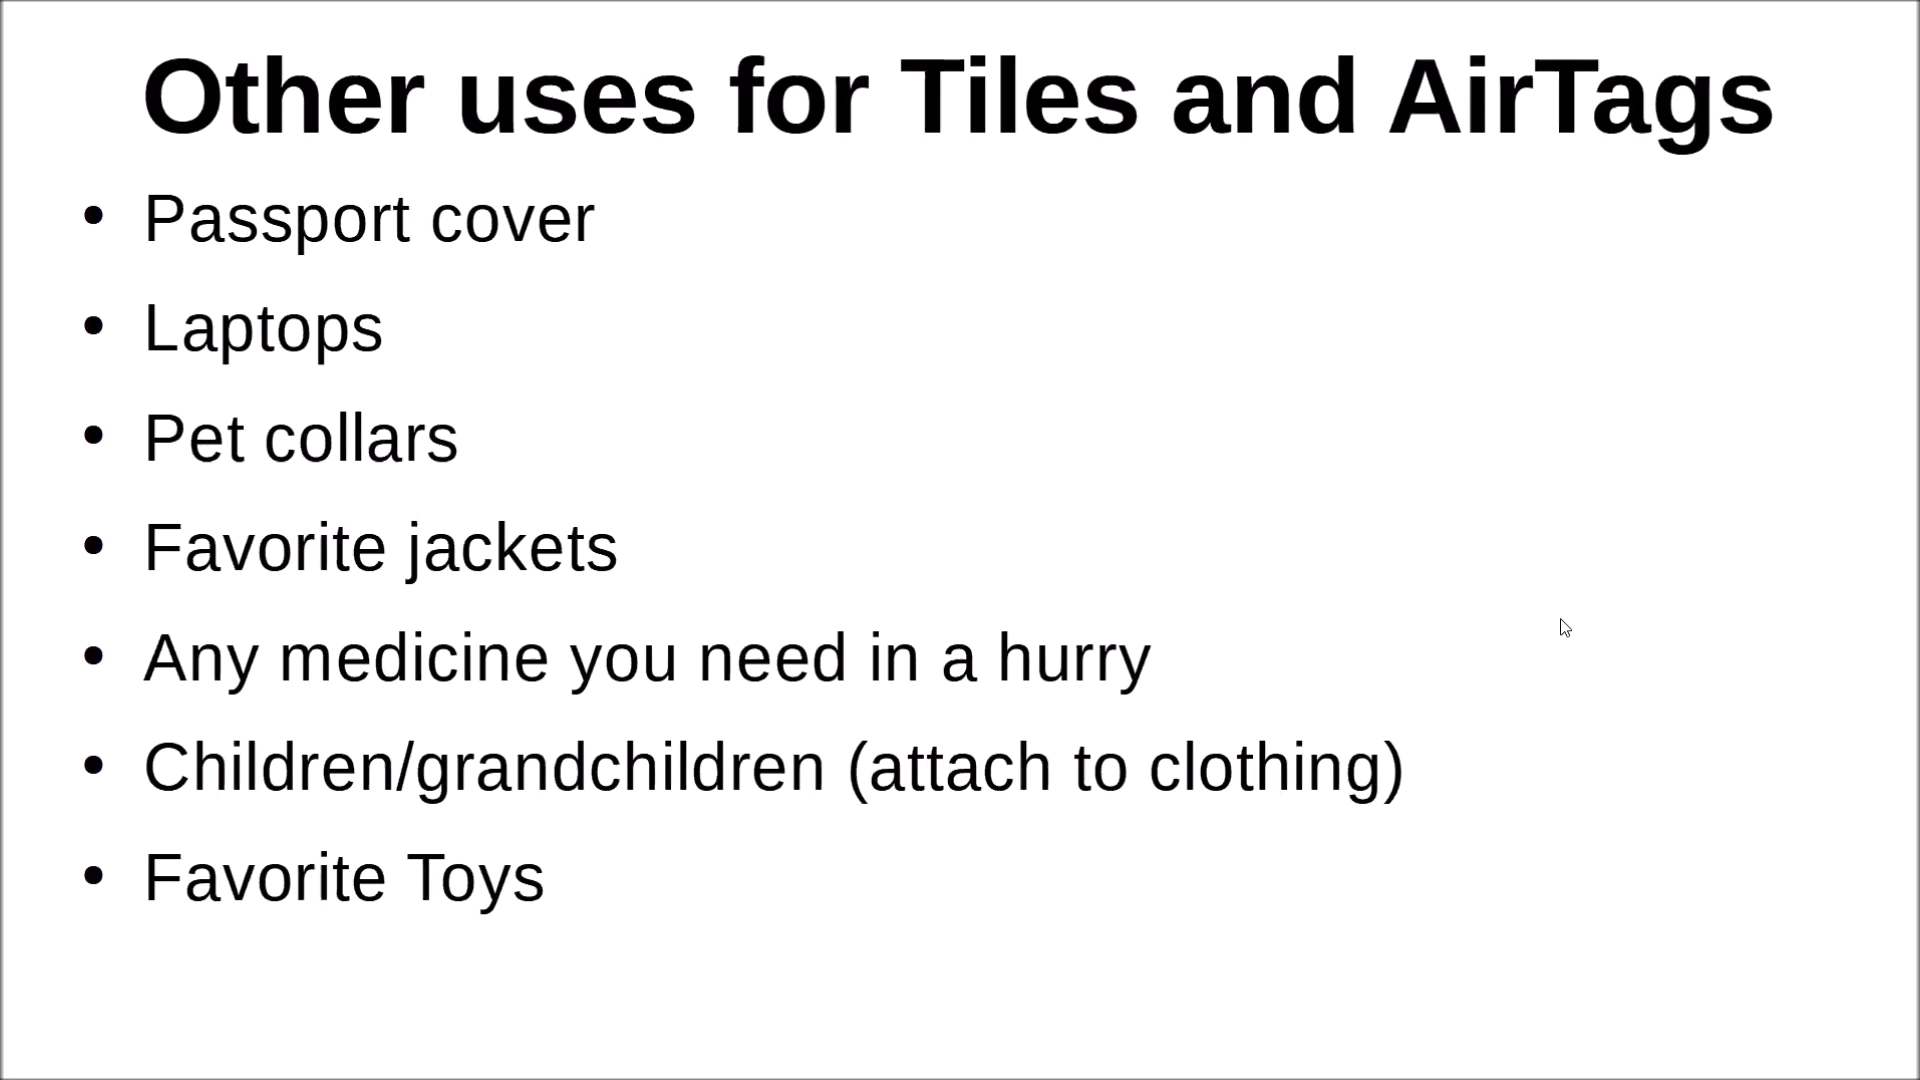 Other uses for Tiles and AirTags
• Passport cover
• Laptops
• Pet collars
• Favorite jackets
• Any medicine you need in a hurry
• Children/grandchildren (attach to clothing)
• Favorite Toys